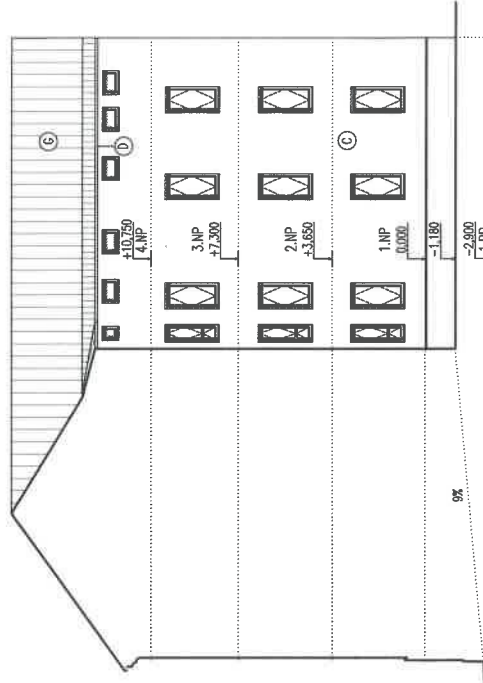 G
D
+10,750
4.NP
3.NP
+7,300
2.NP
+3,650
C
1.NP
0.000
-1,180
-2,900
9%